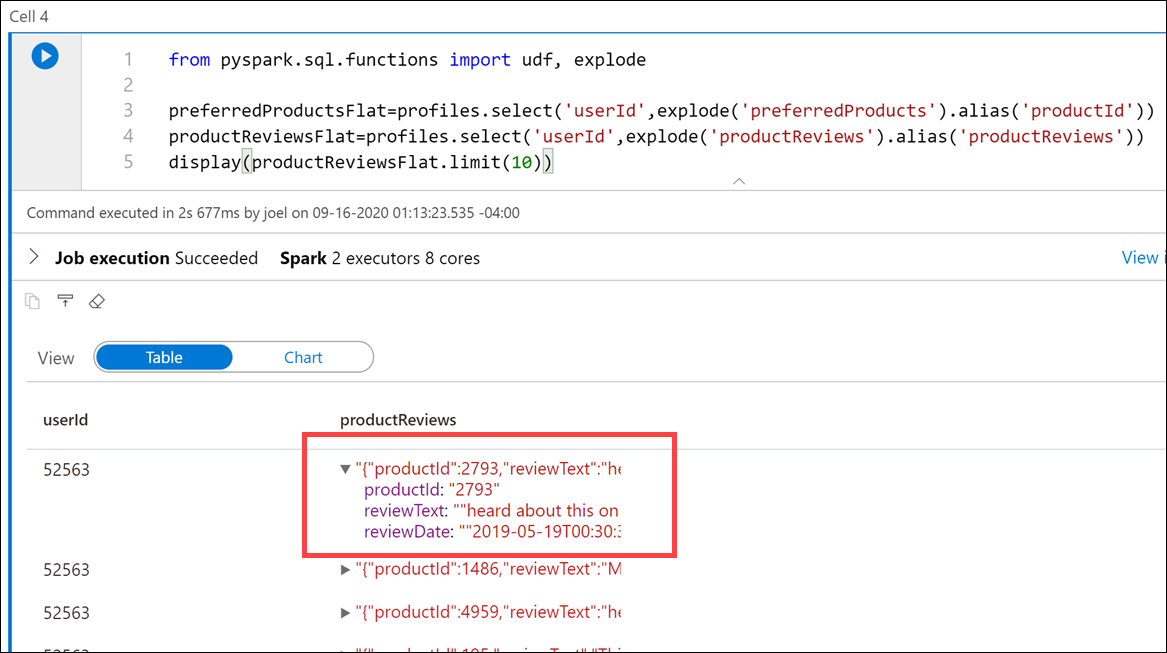 Cell 4
1 from pyspark.sql.functions import udf, explode
2
3 preferredProductsFlat=profiles.select('userId',explode('preferredProducts').alias('productId'))
4 productReviewsFlat=profiles.select('userId',explode('productReviews').alias('productReviews'))
5 display(productReviewsFlat.limit(10))
Command executed in 2s 677ms by joel on 09-16-2020 01:13:23.535 -04:00
Job execution Succeeded Spark 2 executors 8 cores View
View Table Chart
userId productReviews
52563 "{"productId":2793,"reviewText":"he
productId: "2793"
reviewText: ""heard about this on
reviewDate: ""2019-05-19T00:30:3
52563 "{"productId":1486,"reviewText":"M
52563 "{"productId":4959,"reviewText":"he